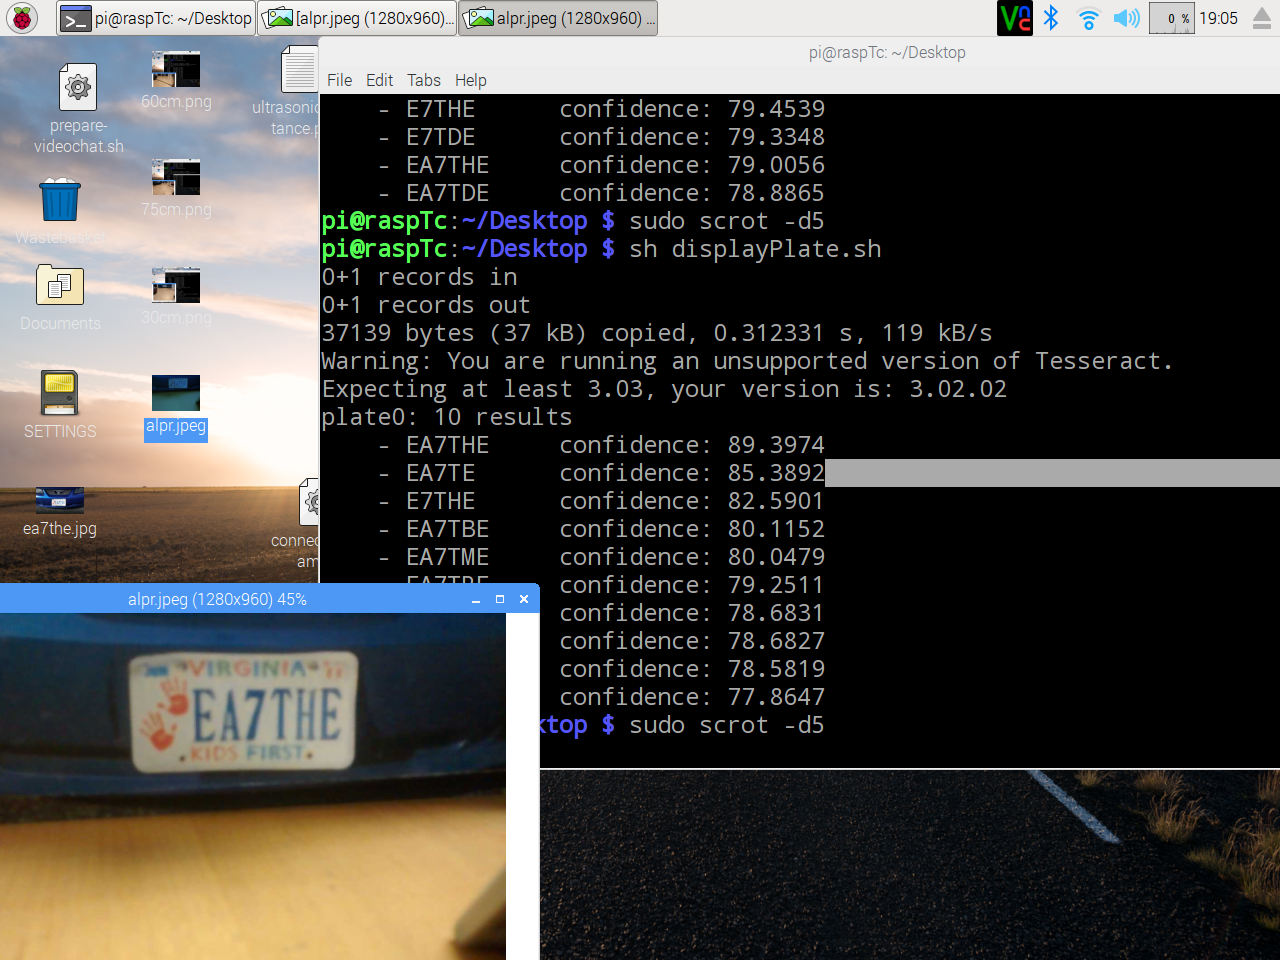 pi@raspTc: ~/Desktop
[alpr.jpeg (1280x960)...
alpr.jpeg (1280x960) ...
0 %
19:05
prepare-
videochat.sh
60cm.png
ultrasonic
tance.p
Wastebasket
75cm.png
Documents
30cm.png
SETTINGS
alpr.jpeg
ea7the.jpg
connec
am
pi@raspTc: ~/Desktop
File Edit Tabs Help
- E7THE confidence: 79.4539
- E7TDE confidence: 79.3348
- EA7THE confidence: 79.0056
- EA7TDE confidence: 78.8865
pi@raspTc:~/Desktop $ sudo scrot -d5
pi@raspTc:~/Desktop $ sh displayPlate.sh
0+1 records in
0+1 records out
37139 bytes (37 kB) copied, 0.312331 s, 119 kB/s
Warning: You are running an unsupported version of Tesseract.
Expecting at least 3.03, your version is: 3.02.02
plate0: 10 results
- EA7THE confidence: 89.3974
- EA7TE confidence: 85.3892
- E7THE confidence: 82.5901
- EA7TBE confidence: 80.1152
- EA7TME confidence: 80.0479
confidence: 79.2511
confidence: 78.6831
confidence: 78.6827
confidence: 78.5819
confidence: 77.8647
ktop $ sudo scrot -d5
alpr.jpeg (1280x960) 45%
VIRGINIA
EA7THE
KIDS FIRST